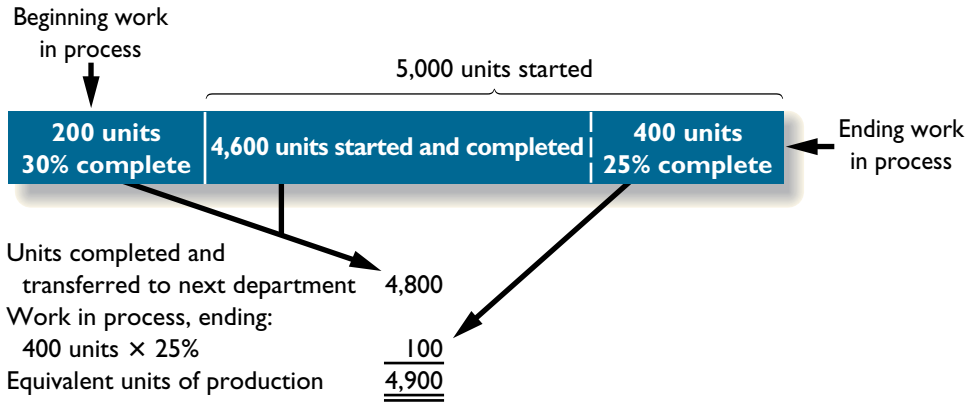 Beginning work
in process
5,000 units started
200 units
30% complete
4,600 units started and completed
400 units
25% complete
Ending work
in process
Units completed and
transferred to next department 4,800
Work in process, ending:
400 units × 25% 100
Equivalent units of production 4,900